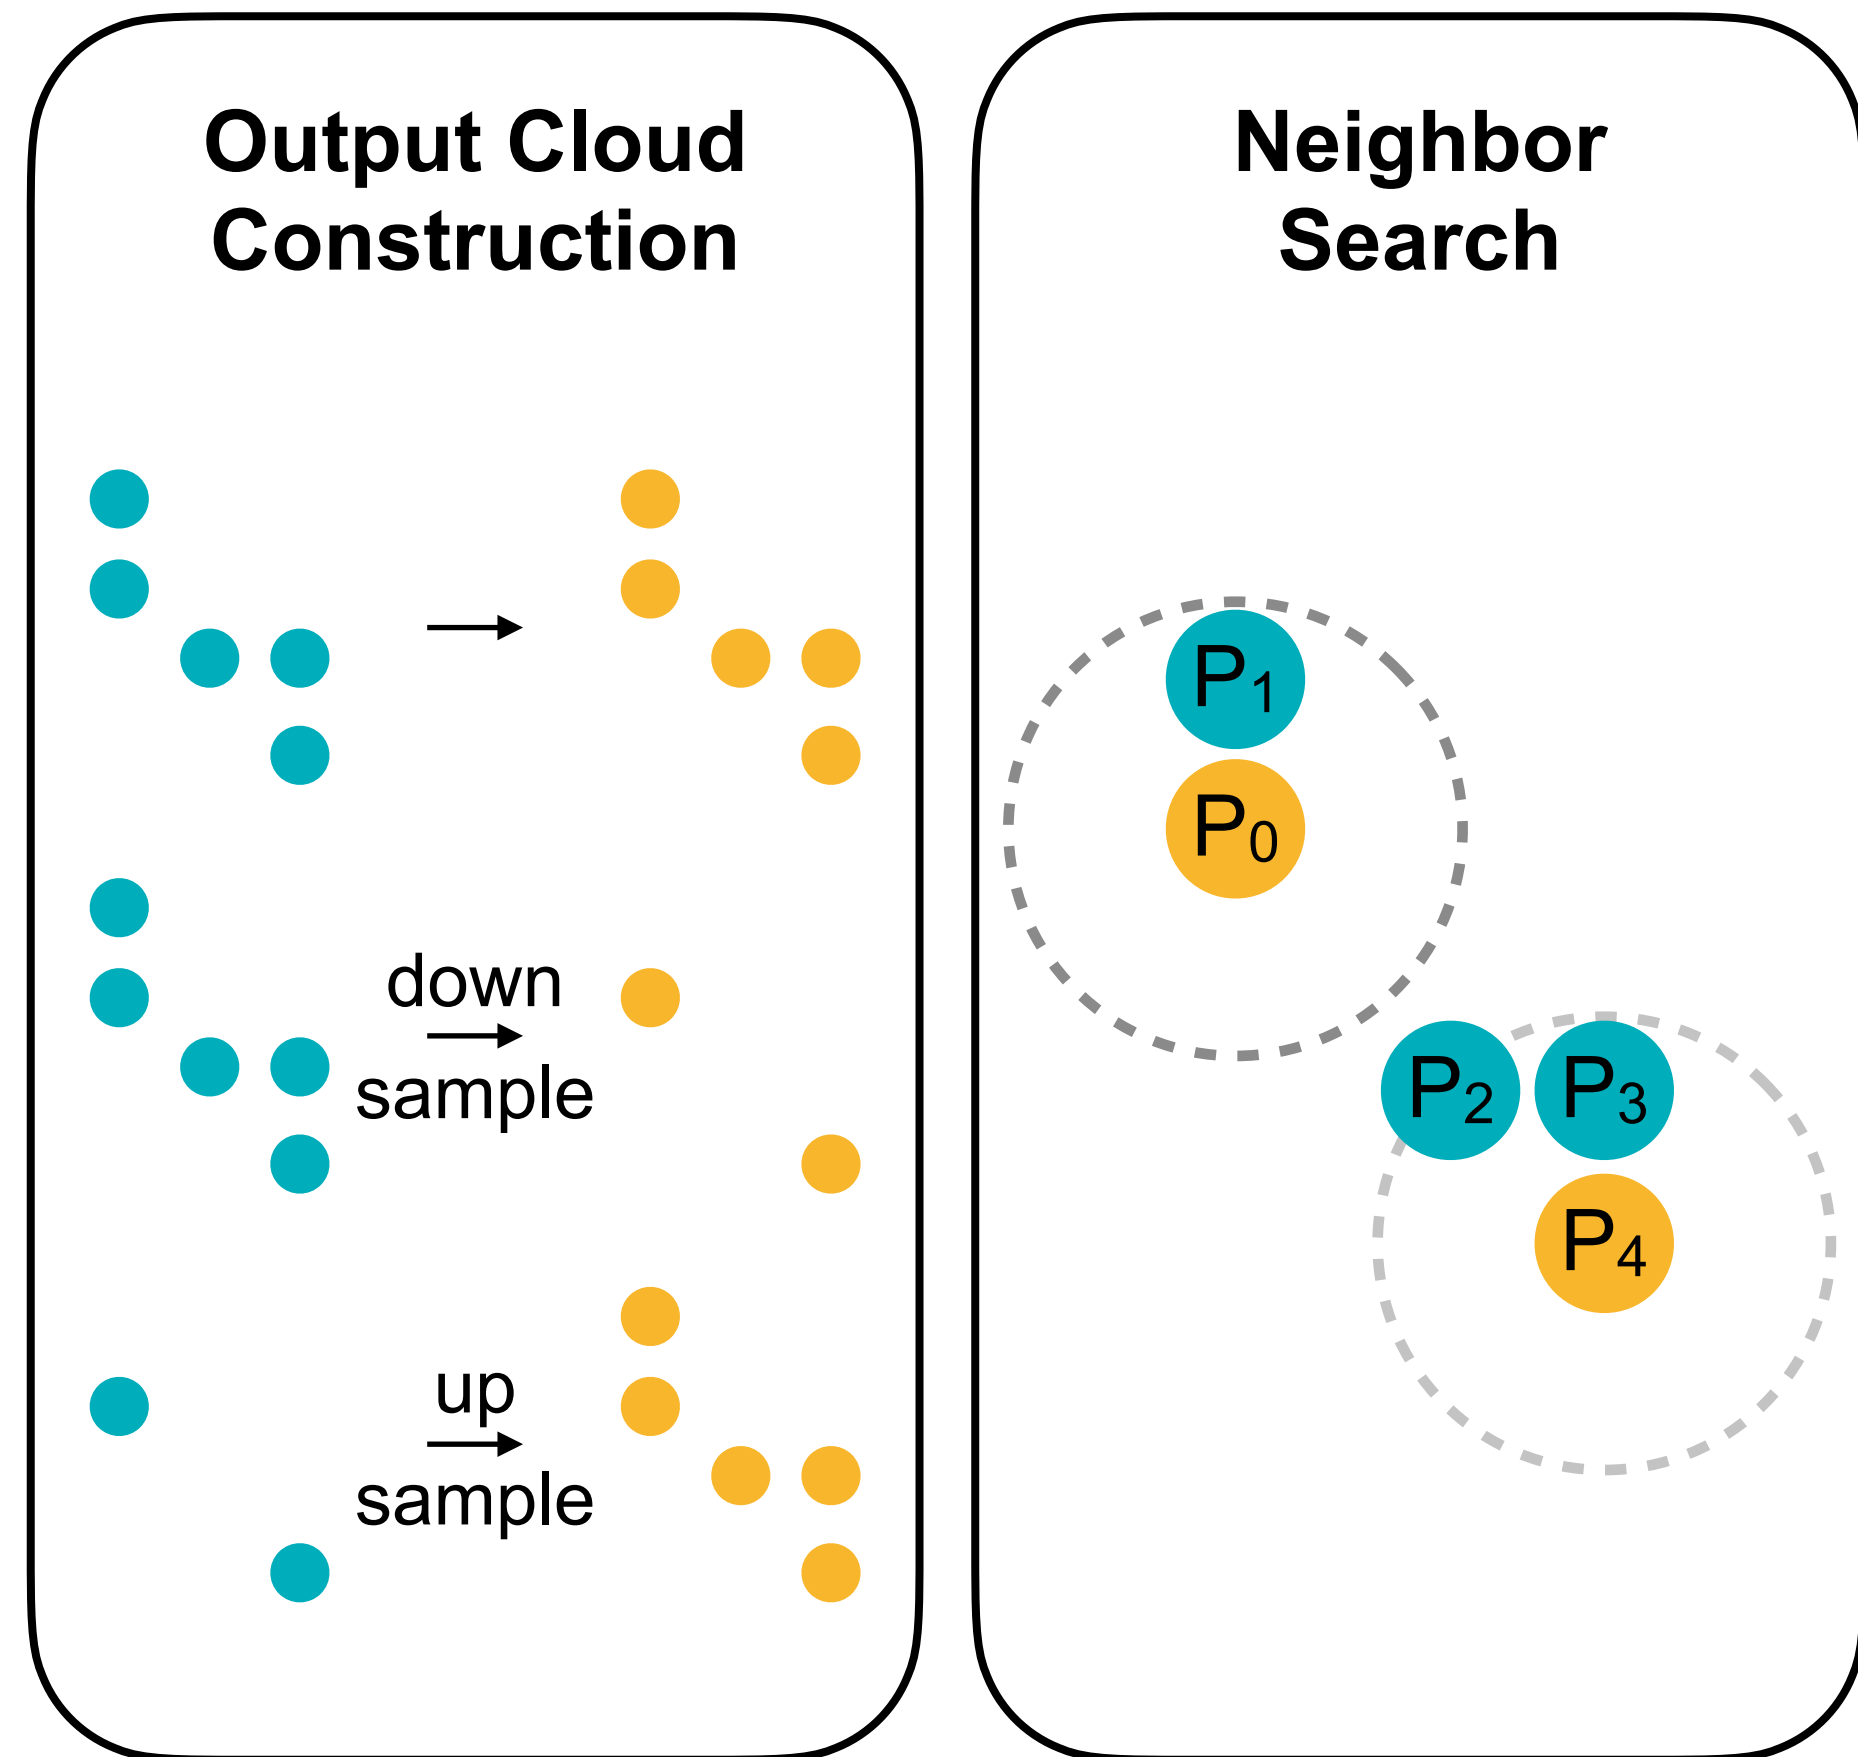 Output Cloud
Construction
down
sample
up
sample
Neighbor
Search
P₁
P₀
P₂ P₃
P₄